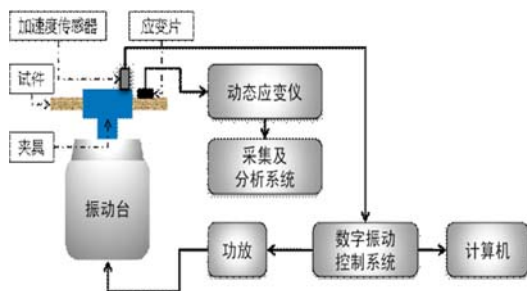 加速度传感器
应变片
试件
夹具
振动台
动态应变仪
采集及
分析系统
功放
数字振动
控制系统
计算机